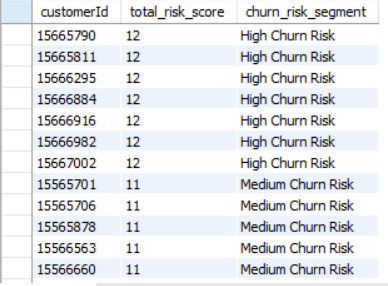 customerId total_risk_score churn_risk_segment
15665790 12 High Churn Risk
15665811 12 High Churn Risk
15666295 12 High Churn Risk
15666884 12 High Churn Risk
15666916 12 High Churn Risk
15666982 12 High Churn Risk
15667002 12 High Churn Risk
15565701 11 Medium Churn Risk
15565706 11 Medium Churn Risk
15565878 11 Medium Churn Risk
15566563 11 Medium Churn Risk
15566660 11 Medium Churn Risk